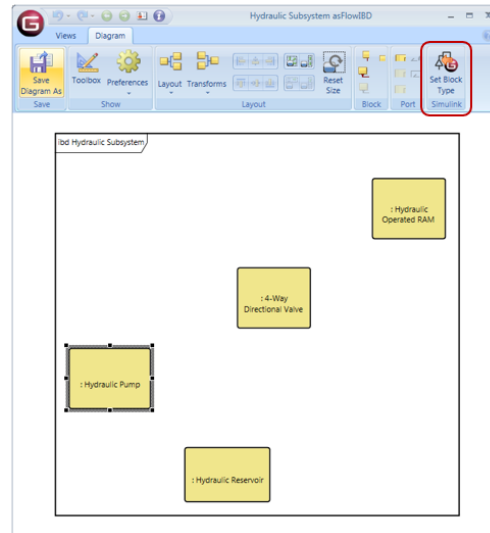 G
Hydraulic Subsystem asFlowIBD
Views Diagram
Save
Diagram As
Toolbox
Preferences
Layout
Transforms
Reset
Size
Set Block
Type
Save
Show
Layout
Block
Port
Simulink
ibd Hydraulic Subsystem
: Hydraulic
Operated RAM
: 4-Way
Directional Valve
: Hydraulic Pump
: Hydraulic Reservoir